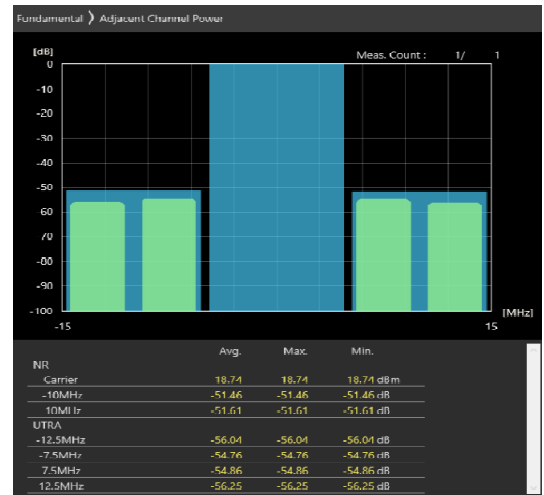 Fundamental ❯ Adjacent Channel Power
[dB]
Meas. Count : 1/ 1
0
-10
-20
-30
-40
-50
-60
-70
-80
-90
-100
[MHz]
-15 15
Avg. Max. Min.
NR
Carrier 18.74 18.74 18.74 dBm
-10MHz -51.46 -51.46 -51.46 dB
10MHz -51.61 -51.61 -51.61 dB
UTRA
-12.5MHz -56.04 -56.04 -56.04 dB
-7.5MHz -54.76 -54.76 -54.76 dB
7.5MHz -54.86 -54.86 -54.86 dB
12.5MHz -56.25 -56.25 -56.25 dB